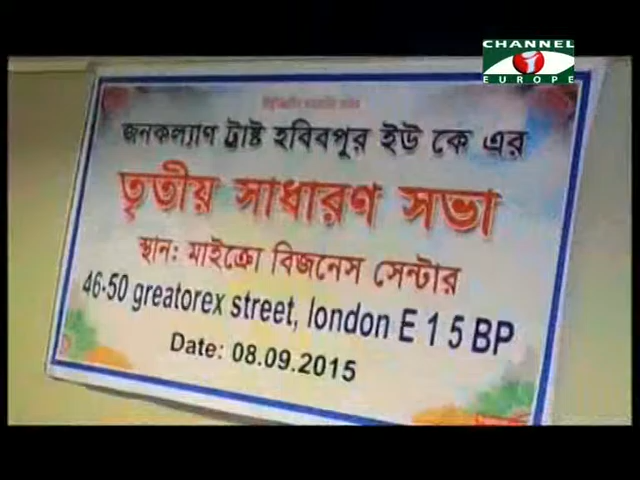 CHANNEL
i
EUROPE
জনকল্যাণ ট্রাষ্ট হবিবপুর ইউ কে এর
তৃতীয় সাধারণ সভা
স্থান: মাইক্রো বিজনেস সেন্টার
46-50 greatorex street, london E 1 5 BP
Date: 08.09.2015